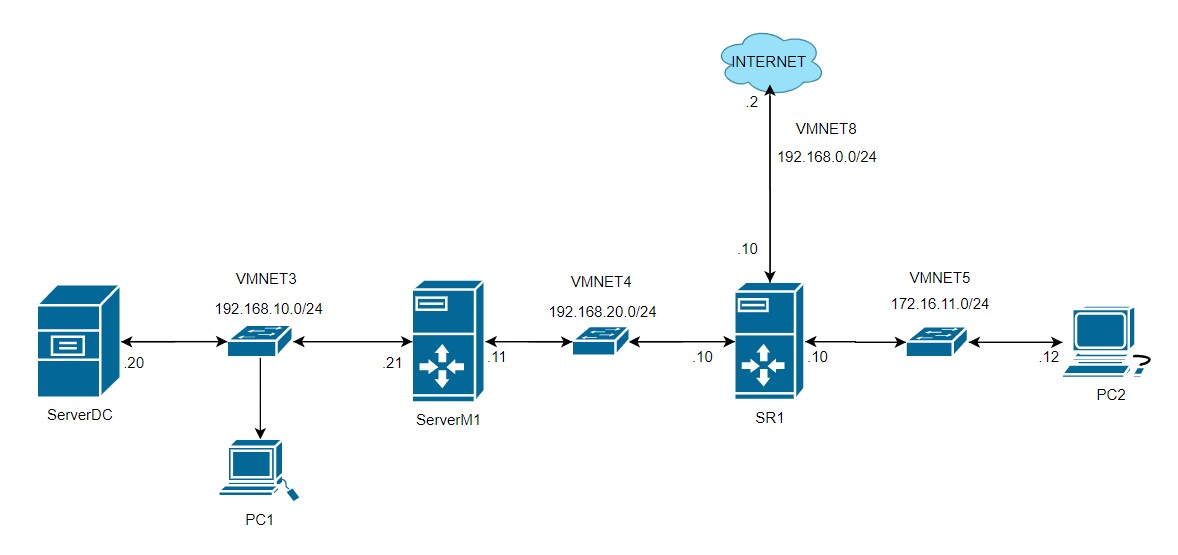 INTERNET
.2
VMNET8
192.168.0.0/24
.10
VMNET3
192.168.10.0/24
VMNET4
192.168.20.0/24
VMNET5
172.16.11.0/24
.20
.21
.11
.10
.10
.12
ServerDC
ServerM1
SR1
PC2
PC1